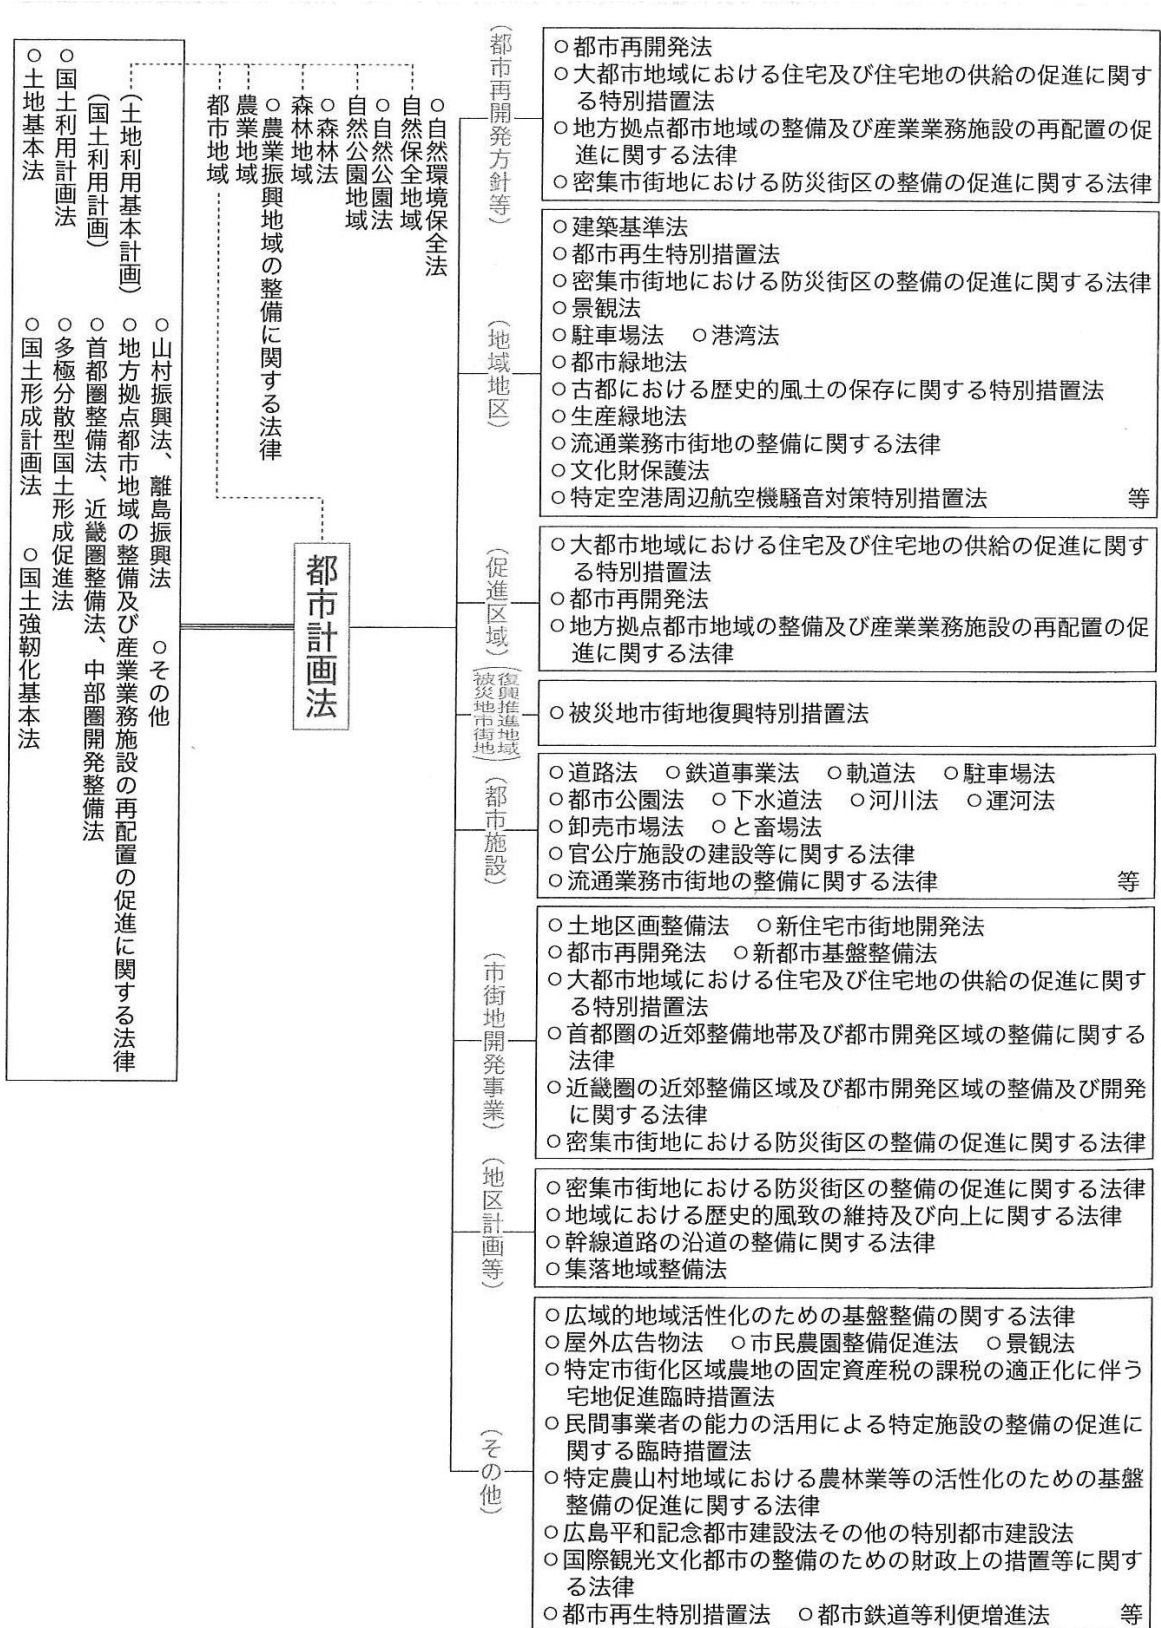 ○土地基本法
○国土利用計画法
(国土利用計画)
(土地利用基本計画)
○国土形成計画法 ○国土強靱化基本法
○多極分散型国土形成促進法
○首都圏整備法、近畿圏整備法、中部圏開発整備法
○地方拠点都市地域の整備及び産業業務施設の再配置の促進に関する法律
○山村振興法、離島振興法 ○その他
都市地域
農業地域
○農業振興地域の整備に関する法律
森林地域
○森林法
自然公園地域
○自然公園法
自然保全地域
○自然環境保全法
都市計画法
(都市再開発方針等)
○都市再開発法
○大都市地域における住宅及び住宅地の供給の促進に関す
る特別措置法
○地方拠点都市地域の整備及び産業業務施設の再配置の促
進に関する法律
○密集市街地における防災街区の整備の促進に関する法律
(地域地区)
○建築基準法
○都市再生特別措置法
○密集市街地における防災街区の整備の促進に関する法律
○景観法
○駐車場法 ○港湾法
○都市緑地法
○古都における歴史的風土の保存に関する特別措置法
○生産緑地法
○流通業務市街地の整備に関する法律
○文化財保護法
○特定空港周辺航空機騒音対策特別措置法 等
(促進区域)
○大都市地域における住宅及び住宅地の供給の促進に関す
る特別措置法
○都市再開発法
○地方拠点都市地域の整備及び産業業務施設の再配置の促
進に関する法律
(被災地市街地
復興推進地域)
○被災地市街地復興特別措置法
(都市施設)
○道路法 ○鉄道事業法 ○軌道法 ○駐車場法
○都市公園法 ○下水道法 ○河川法 ○運河法
○卸売市場法 ○と畜場法
○官公庁施設の建設等に関する法律
○流通業務市街地の整備に関する法律 等
(市街地開発事業)
○土地区画整備法 ○新住宅市街地開発法
○都市再開発法 ○新都市基盤整備法
○大都市地域における住宅及び住宅地の供給の促進に関す
る特別措置法
○首都圏の近郊整備地帯及び都市開発区域の整備に関する
法律
○近畿圏の近郊整備区域及び都市開発区域の整備及び開発
に関する法律
○密集市街地における防災街区の整備の促進に関する法律
(地区計画等)
○密集市街地における防災街区の整備の促進に関する法律
○地域における歴史的風致の維持及び向上に関する法律
○幹線道路の沿道の整備に関する法律
○集落地域整備法
(その他)
○広域的地域活性化のための基盤整備の関する法律
○屋外広告物法 ○市民農園整備促進法 ○景観法
○特定市街化区域農地の固定資産税の課税の適正化に伴う
宅地促進臨時措置法
○民間事業者の能力の活用による特定施設の整備の促進に
関する臨時措置法
○特定農山村地域における農林業等の活性化のための基盤
整備の促進に関する法律
○広島平和記念都市建設法その他の特別都市建設法
○国際観光文化都市の整備のための財政上の措置等に関す
る法律
○都市再生特別措置法 ○都市鉄道等利便増進法 等